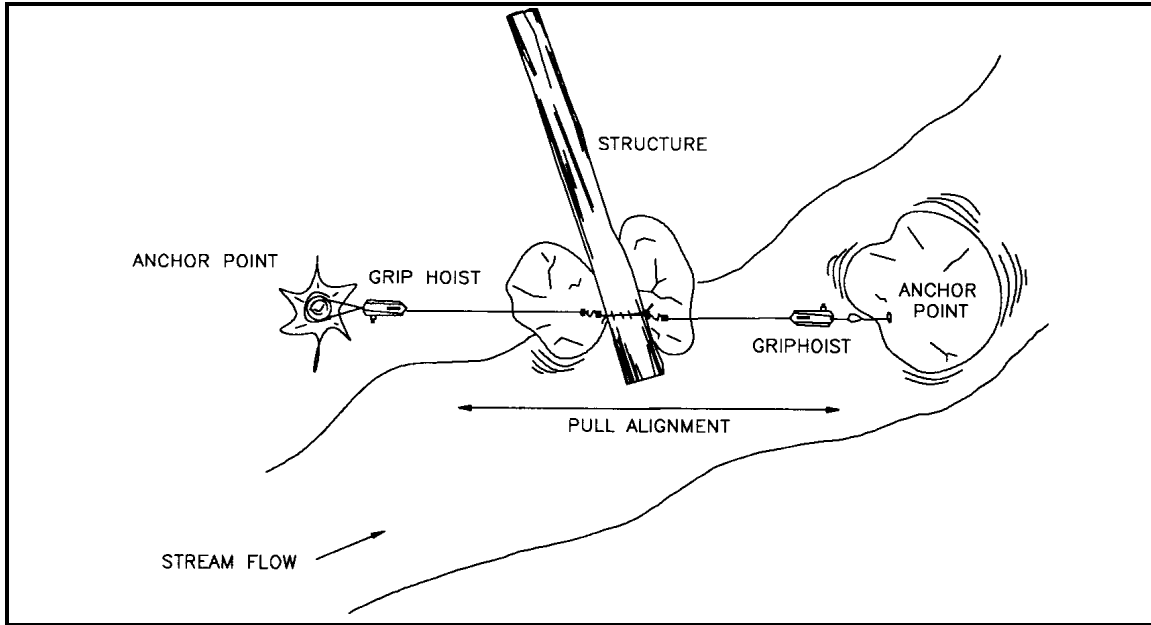 STRUCTURE
ANCHOR POINT
GRIP HOIST
ANCHOR
POINT
GRIPHOIST
PULL ALIGNMENT
STREAM FLOW